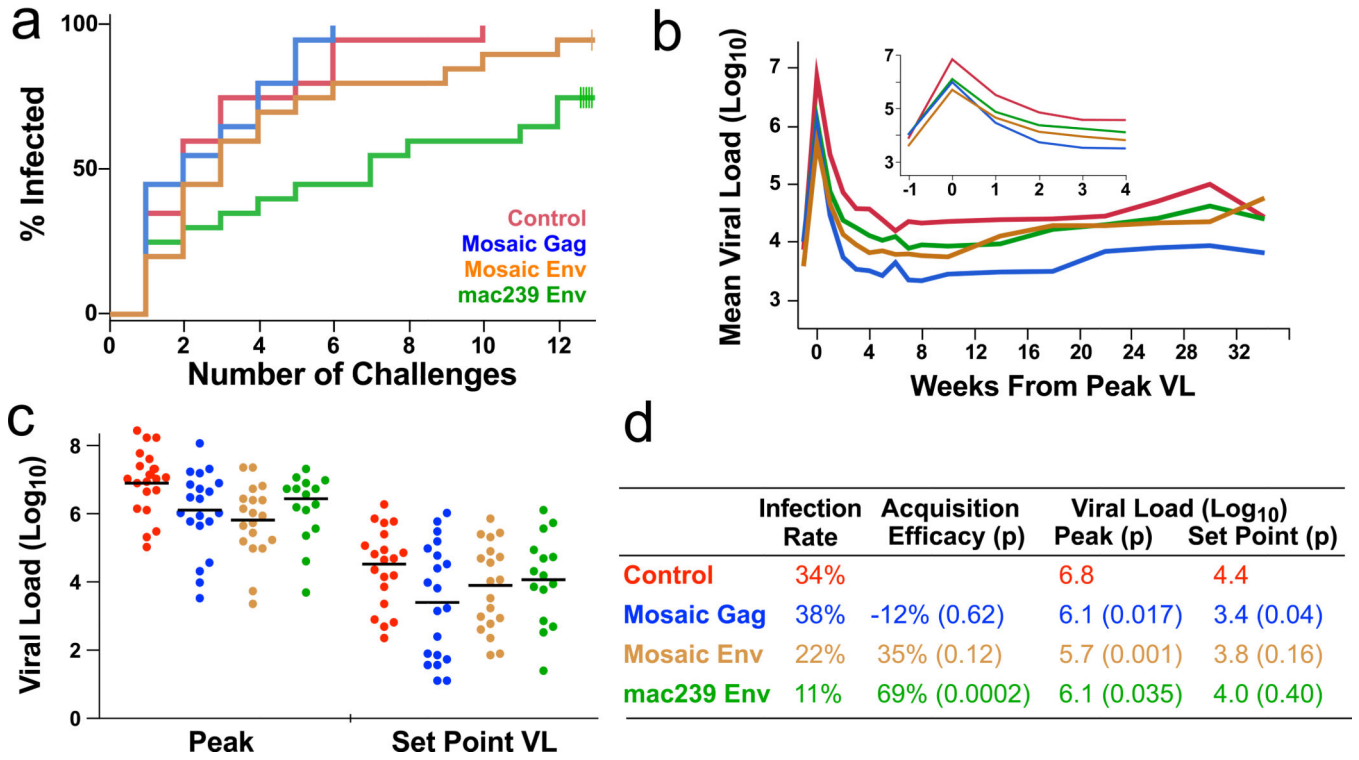 a
100
50
0
% Infected
Control
Mosaic Gag
Mosaic Env
mac239 Env
0 2 4 6 8 10 12
Number of Challenges
b
7
6
5
4
3
Mean Viral Load (Log10)
7
5
3
-1 0 1 2 3 4
0 4 8 12 16 20 24 28 32
Weeks From Peak VL
c
8
6
4
2
0
Viral Load (Log10)
Peak Set Point VL
d
Infection Acquisition Viral Load (Log10)
Rate Efficacy (p) Peak (p) Set Point (p)
Control 34% 6.8 4.4
Mosaic Gag 38% -12% (0.62) 6.1 (0.017) 3.4 (0.04)
Mosaic Env 22% 35% (0.12) 5.7 (0.001) 3.8 (0.16)
mac239 Env 11% 69% (0.0002) 6.1 (0.035) 4.0 (0.40)